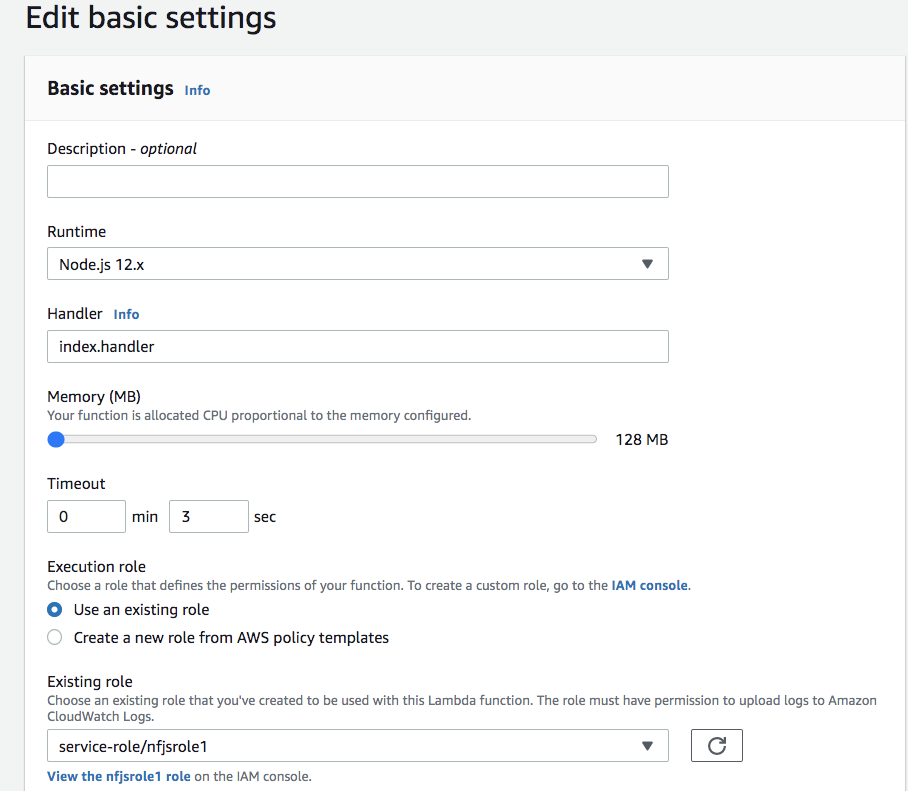 Edit basic settings
Basic settings Info
Description - optional
Runtime
Node.js 12.x
Handler Info
index.handler
Memory (MB)
Your function is allocated CPU proportional to the memory configured.
128 MB
Timeout
0 min 3 sec
Execution role
Choose a role that defines the permissions of your function. To create a custom role, go to the IAM console.
Use an existing role
Create a new role from AWS policy templates
Existing role
Choose an existing role that you've created to be used with this Lambda function. The role must have permission to upload logs to Amazon
CloudWatch Logs.
service-role/nfjsrole1
View the nfjsrole1 role on the IAM console.